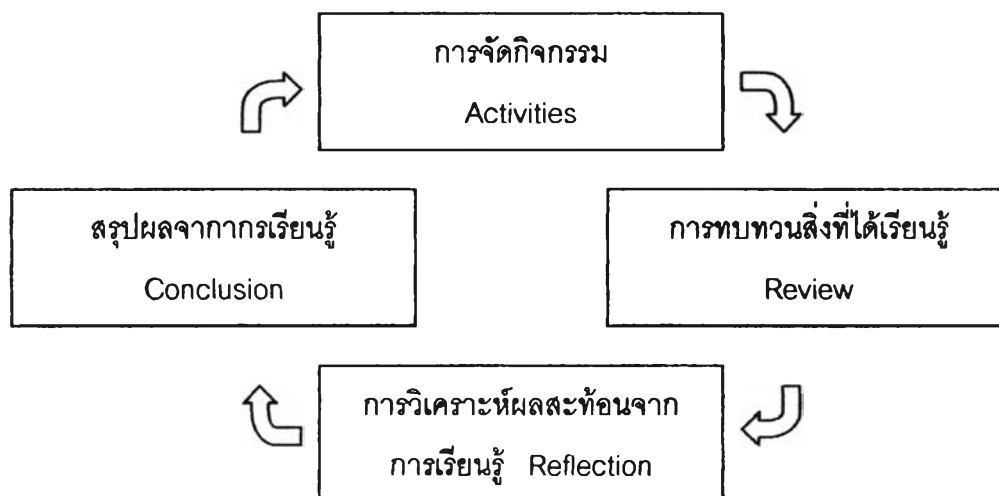 การจัดกิจกรรม
Activities
สรุปผลจากากรเรียนรู้
Conclusion
การทบทวนสิ่งที่ได้เรียนรู้
Review
การวิเคราะห์ผลสะท้อนจาก
การเรียนรู้ Reflection